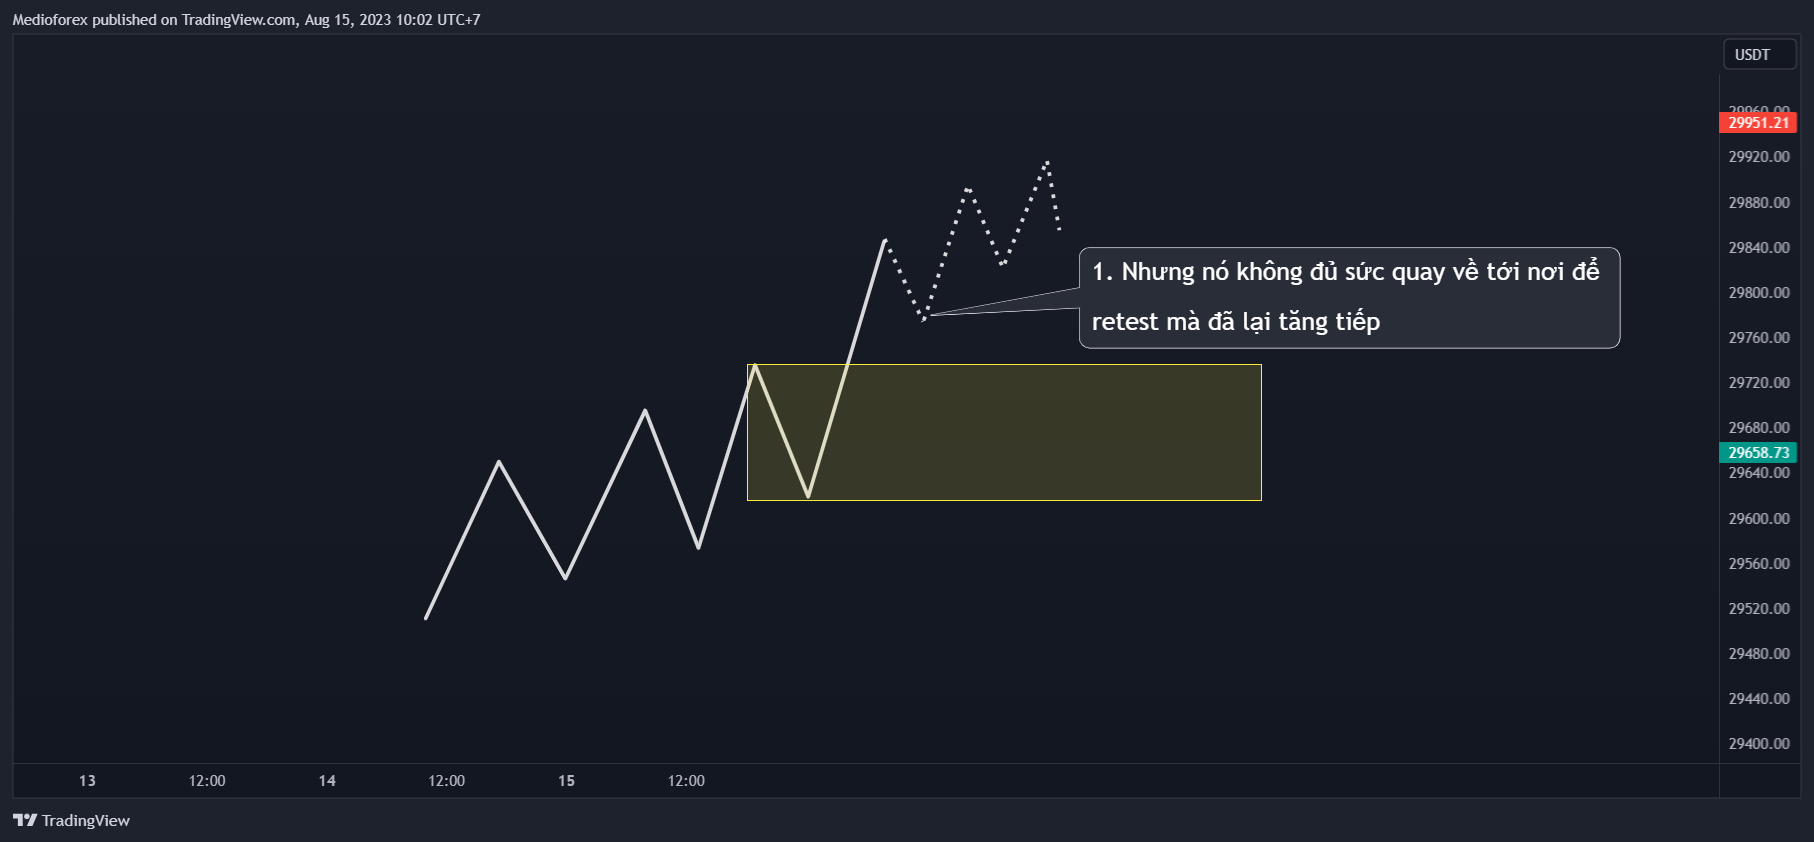 Medioforex published on TradingView.com, Aug 15, 2023 10:02 UTC+7
USDT
29960.00
29951.21
29920.00
29880.00
29840.00
1. Nhưng nó không đủ sức quay về tới nơi để
29800.00
retest mà đã lại tăng tiếp
29760.00
29720.00
29680.00
29658.73
29640.00
29600.00
29560.00
29520.00
29480.00
29440.00
29400.00
13 12:00 14 12:00 15 12:00
TradingView